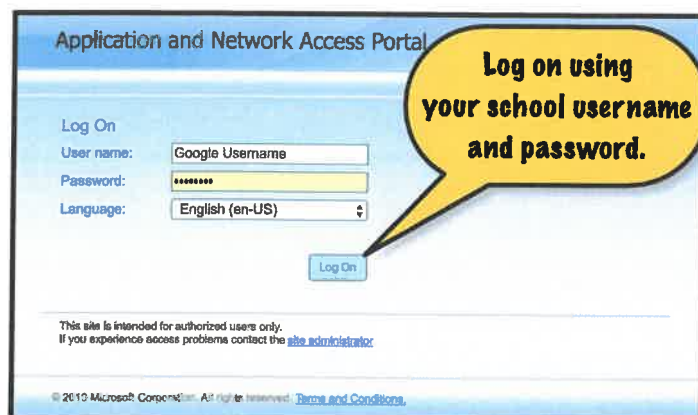 Application and Network Access Portal
Log on using
your school username
and password.
Log On
User name: Google Username
Password: ••••••••
Language: English (en-US)
Log On
This site is intended for authorized users only.
If you experience access problems contact the site administrator
© 2010 Microsoft Corporation. All rights reserved. Terms and Conditions.